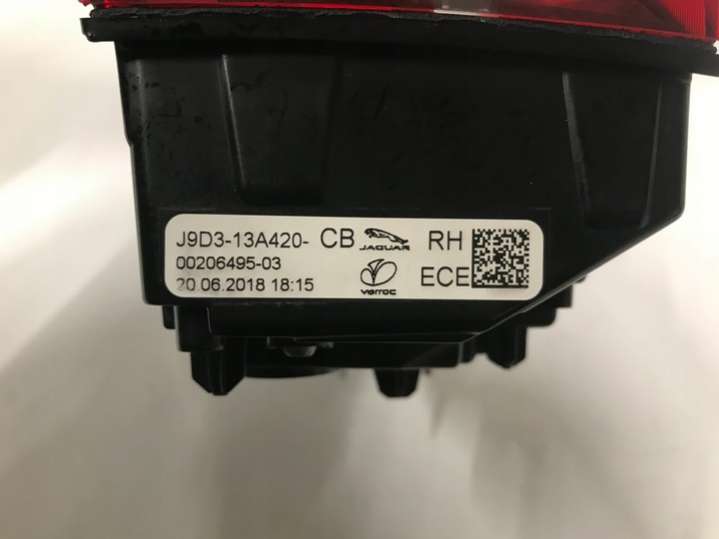 J9D3-13A420- CB JAGUAR RH
00206495-03
20.06.2018 18:15 varroc ECE